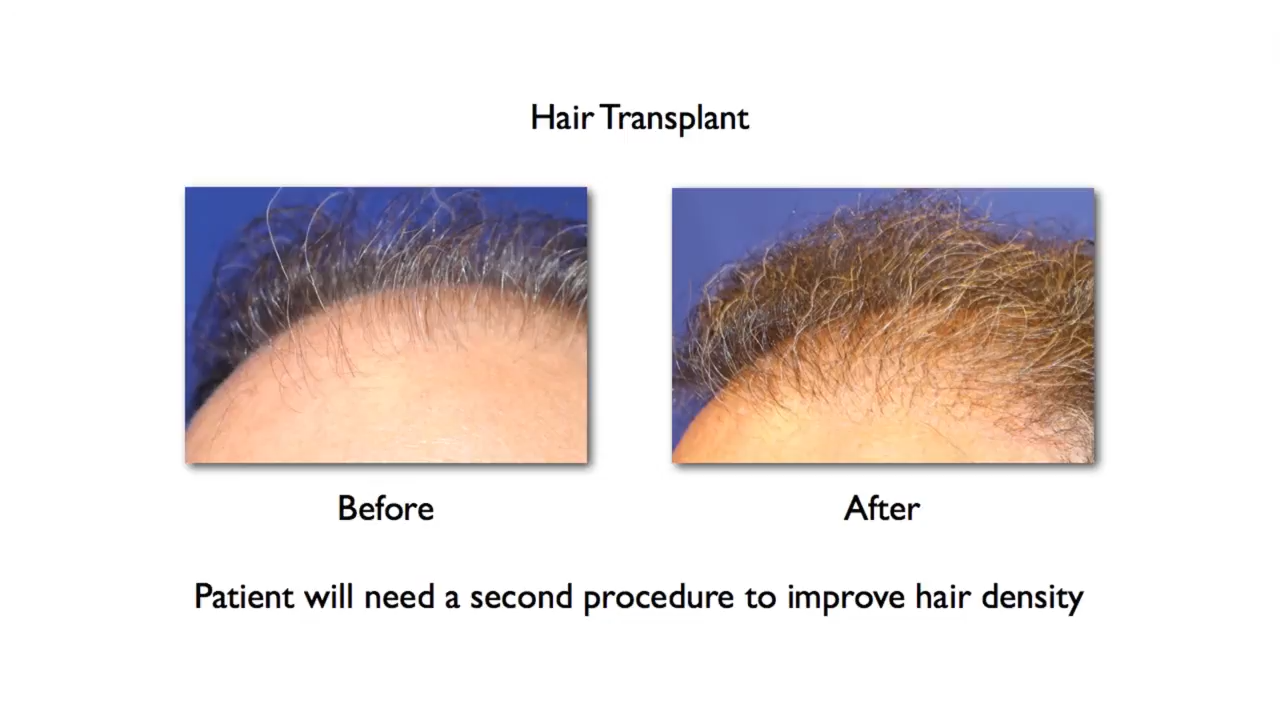 Hair Transplant
Before
After
Patient will need a second procedure to improve hair density